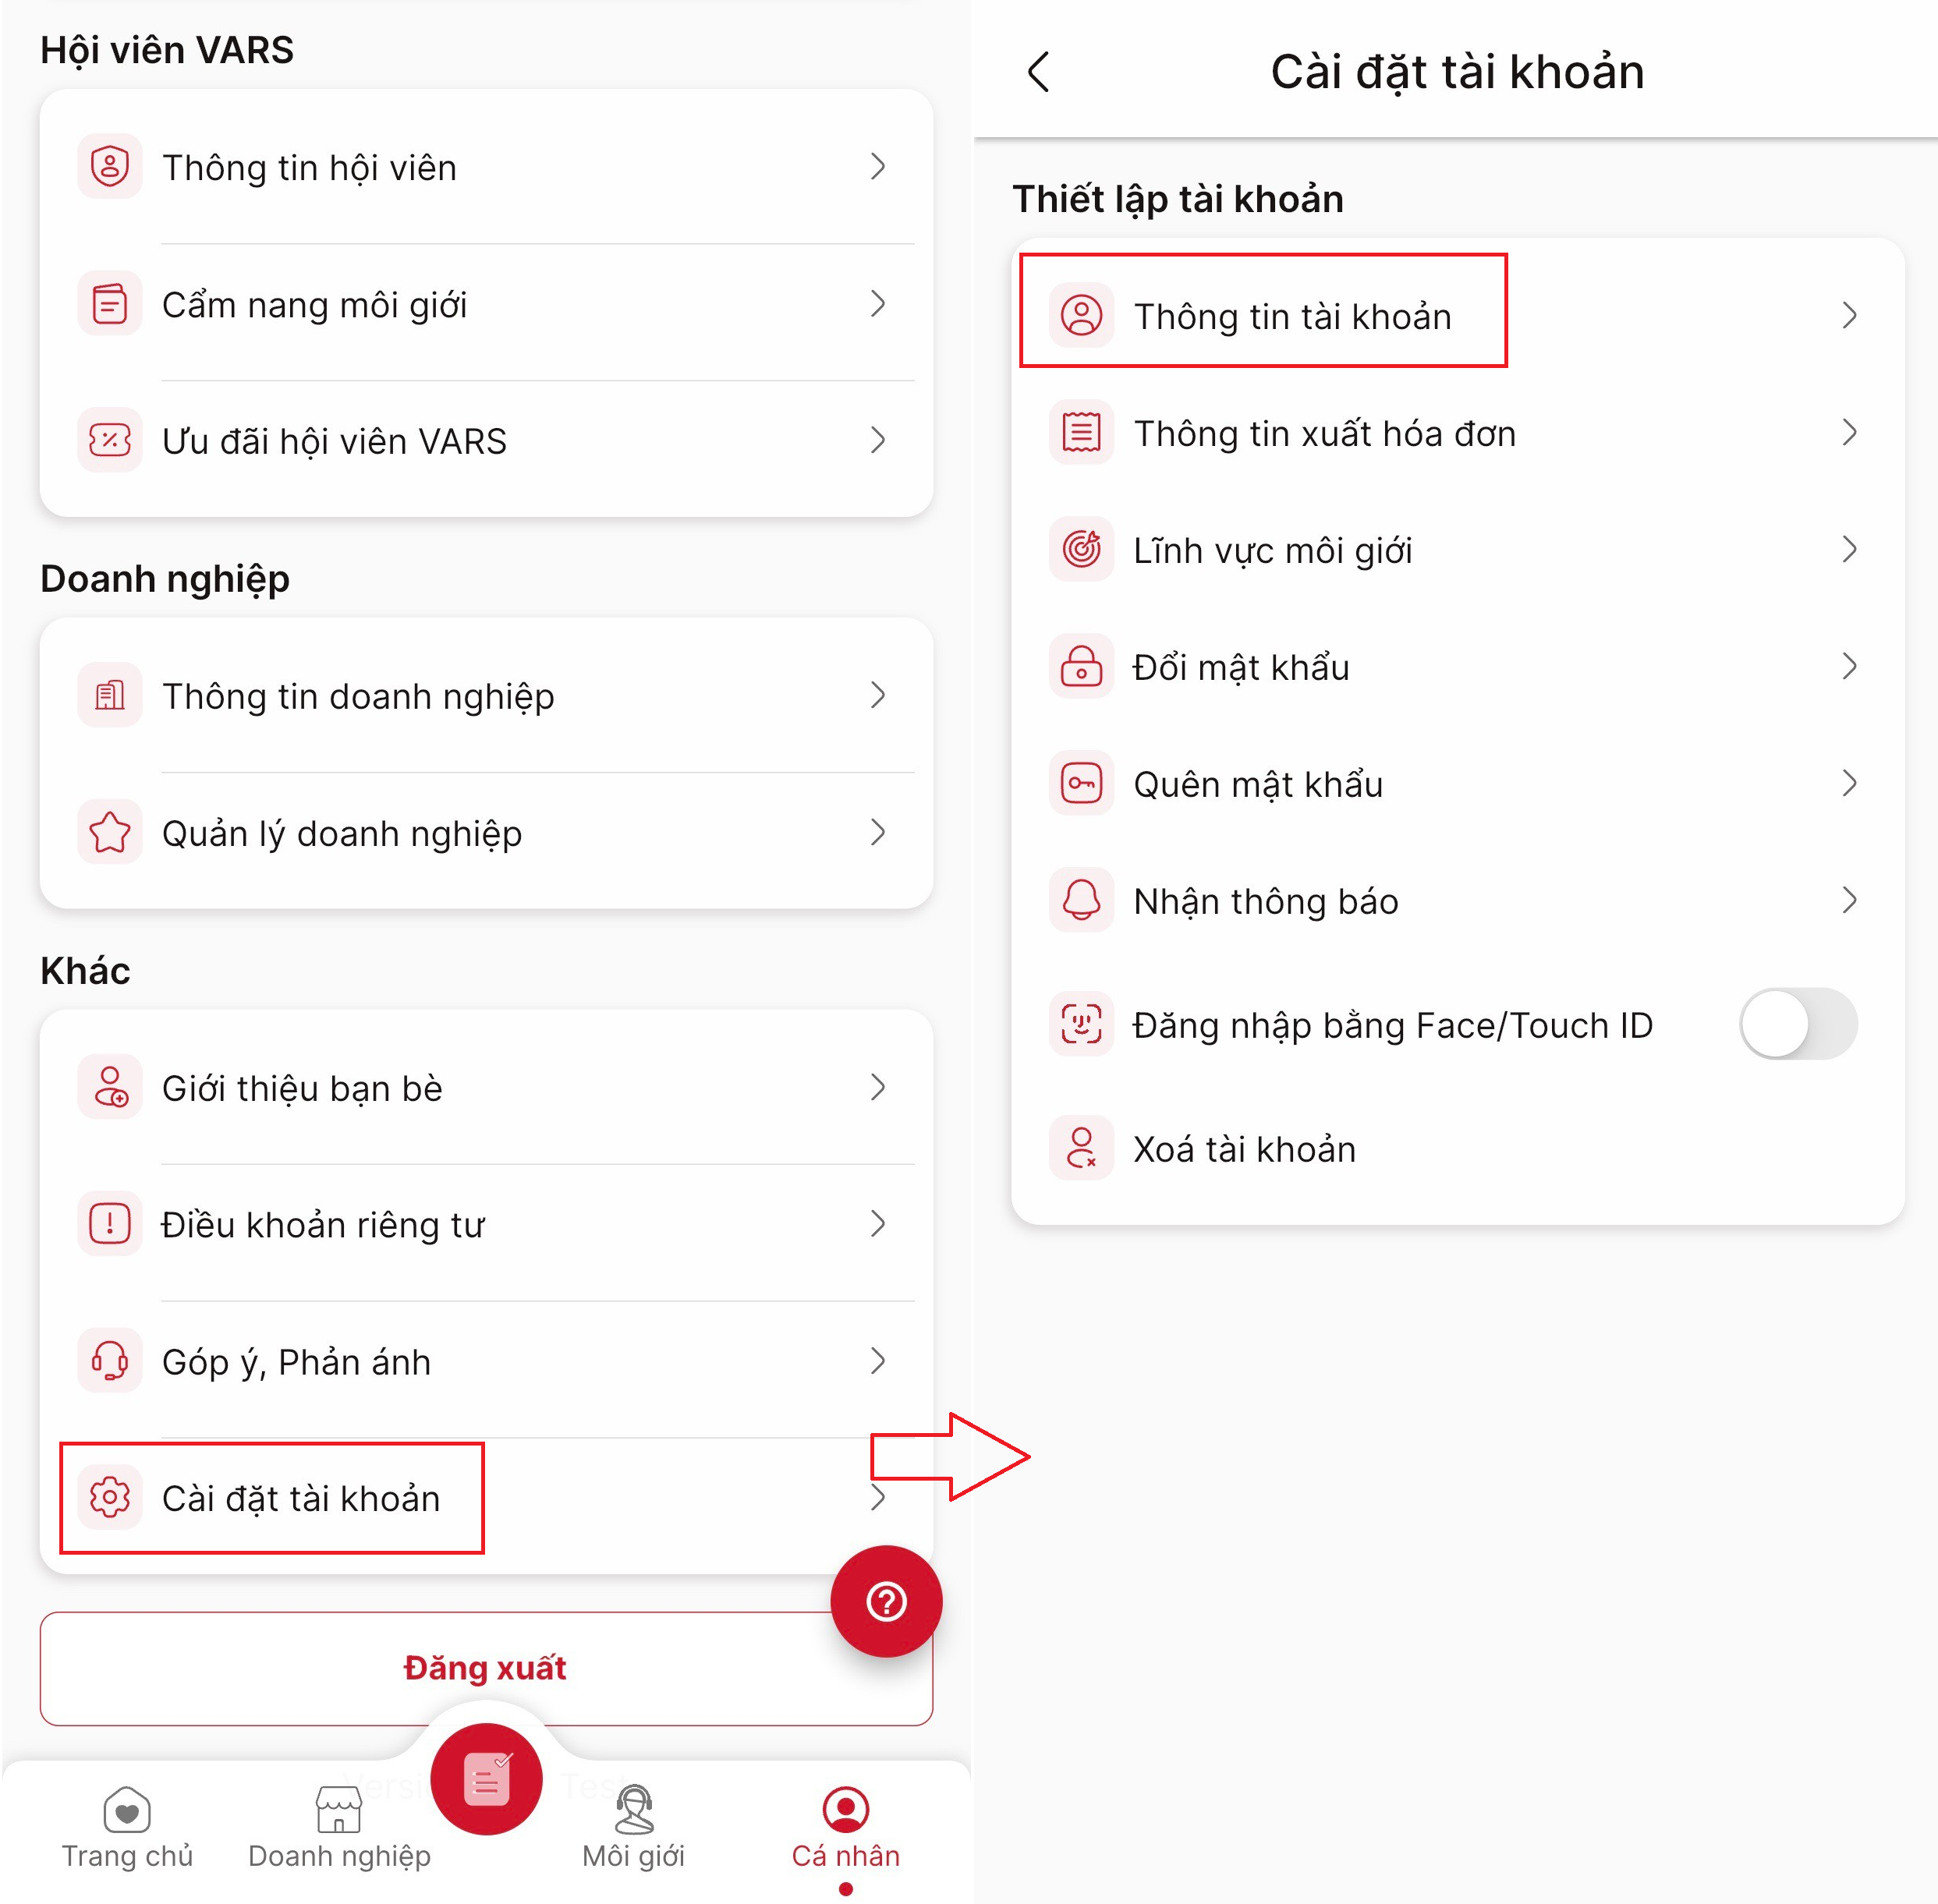 Hội viên VARS
Thông tin hội viên
Cẩm nang môi giới
Ưu đãi hội viên VARS
Doanh nghiệp
Thông tin doanh nghiệp
Quản lý doanh nghiệp
Khác
Giới thiệu bạn bè
Điều khoản riêng tư
Góp ý, Phản ánh
Cài đặt tài khoản
Đăng xuất
Trang chủ
Doanh nghiệp
Môi giới
Cá nhân
Cài đặt tài khoản
Thiết lập tài khoản
Thông tin tài khoản
Thông tin xuất hóa đơn
Lĩnh vực môi giới
Đổi mật khẩu
Quên mật khẩu
Nhận thông báo
Đăng nhập bằng Face/Touch ID
Xoá tài khoản